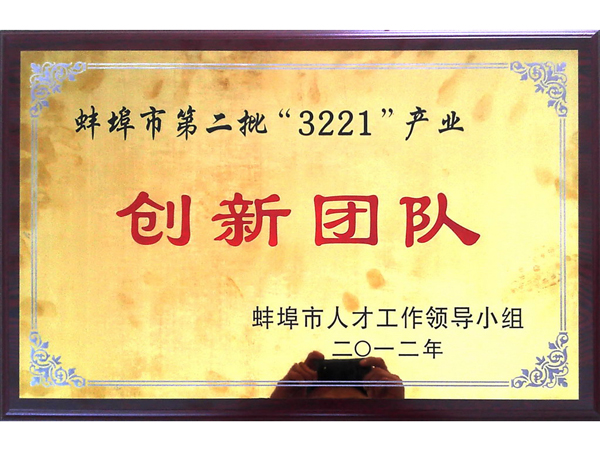 蚌埠市第二批“3221”产业
创新团队
蚌埠市人才工作领导小组
二〇一二年